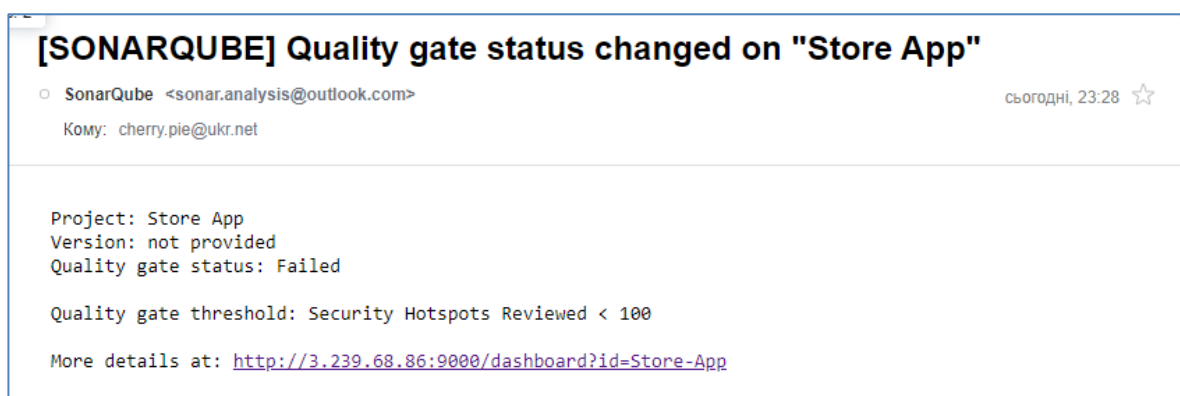 [SONARQUBE] Quality gate status changed on "Store App"
SonarQube <sonar.analysis@outlook.com>
сьогодні, 23:28
Кому: cherry.pie@ukr.net
Project: Store App
Version: not provided
Quality gate status: Failed
Quality gate threshold: Security Hotspots Reviewed < 100
More details at: http://3.239.68.86:9000/dashboard?id=Store-App